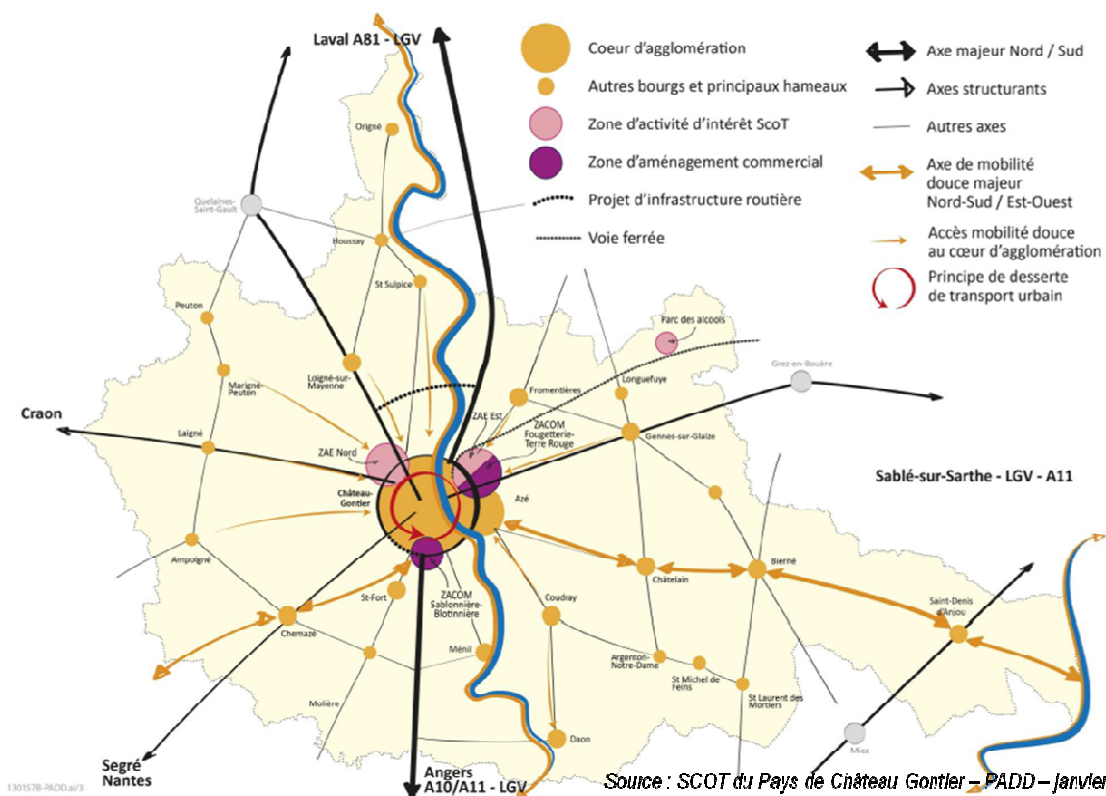 Laval A81 - LGV
Coeur d'agglomération
Autres bourgs et principaux hameaux
Zone d'activité d'intérêt ScoT
Zone d'aménagement commercial
Projet d'infrastructure routière
Voie ferrée
Axe majeur Nord / Sud
Axes structurants
Autres axes
Axe de mobilité
douce majeur
Nord-Sud / Est-Ouest
Accès mobilité douce
au cœur d'agglomération
Principe de desserte
de transport urbain
Origné
Quelaines-
Saint-Gault
Houssay
St Sulpice
Peuton
Parc des alcools
Loigné-sur-
Mayenne
Marigné-
Peuton
Fromentières
Longuefuye
Grez-en-Bouère
Craon
Laigné
ZAE Nord
ZAE Est
ZACOM
Fougetterie-
Terre Rouge
Gennes-sur-Glaize
Sablé-sur-Sarthe - LGV - A11
Château-
Gontier
Azé
Ampoigné
Châtelain
Bierné
St-Fort
ZACOM
Sablonnière-
Blotinnière
Coudray
Saint-Denis
d'Anjou
Chemazé
Ménil
Argenton-
Notre-Dame
St Michel de
Feins
St Laurent des
Mortiers
Molière
Daon
Miez
Segré
Nantes
Angers
A10/A11 - LGV
130157B-PADD.ai/3
Source : SCOT du Pays de Château Gontier – PADD – janvier